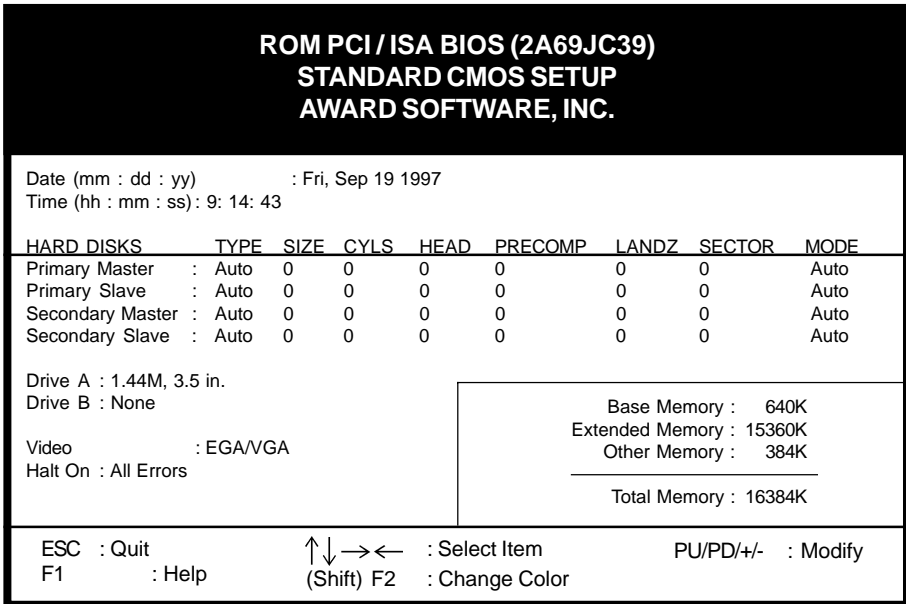 ROM PCI / ISA BIOS (2A69JC39)
STANDARD CMOS SETUP
AWARD SOFTWARE, INC.
Date (mm : dd : yy) : Fri, Sep 19 1997
Time (hh : mm : ss) : 9: 14: 43
HARD DISKS TYPE SIZE CYLS HEAD PRECOMP LANDZ SECTOR MODE
Primary Master : Auto 0 0 0 0 0 0 Auto
Primary Slave : Auto 0 0 0 0 0 0 Auto
Secondary Master : Auto 0 0 0 0 0 0 Auto
Secondary Slave : Auto 0 0 0 0 0 0 Auto
Drive A : 1.44M, 3.5 in.
Drive B : None
Video : EGA/VGA
Halt On : All Errors
Base Memory : 640K
Extended Memory : 15360K
Other Memory : 384K
Total Memory : 16384K
ESC : Quit ↑↓→← : Select Item PU/PD/+/- : Modify
F1 : Help (Shift) F2 : Change Color